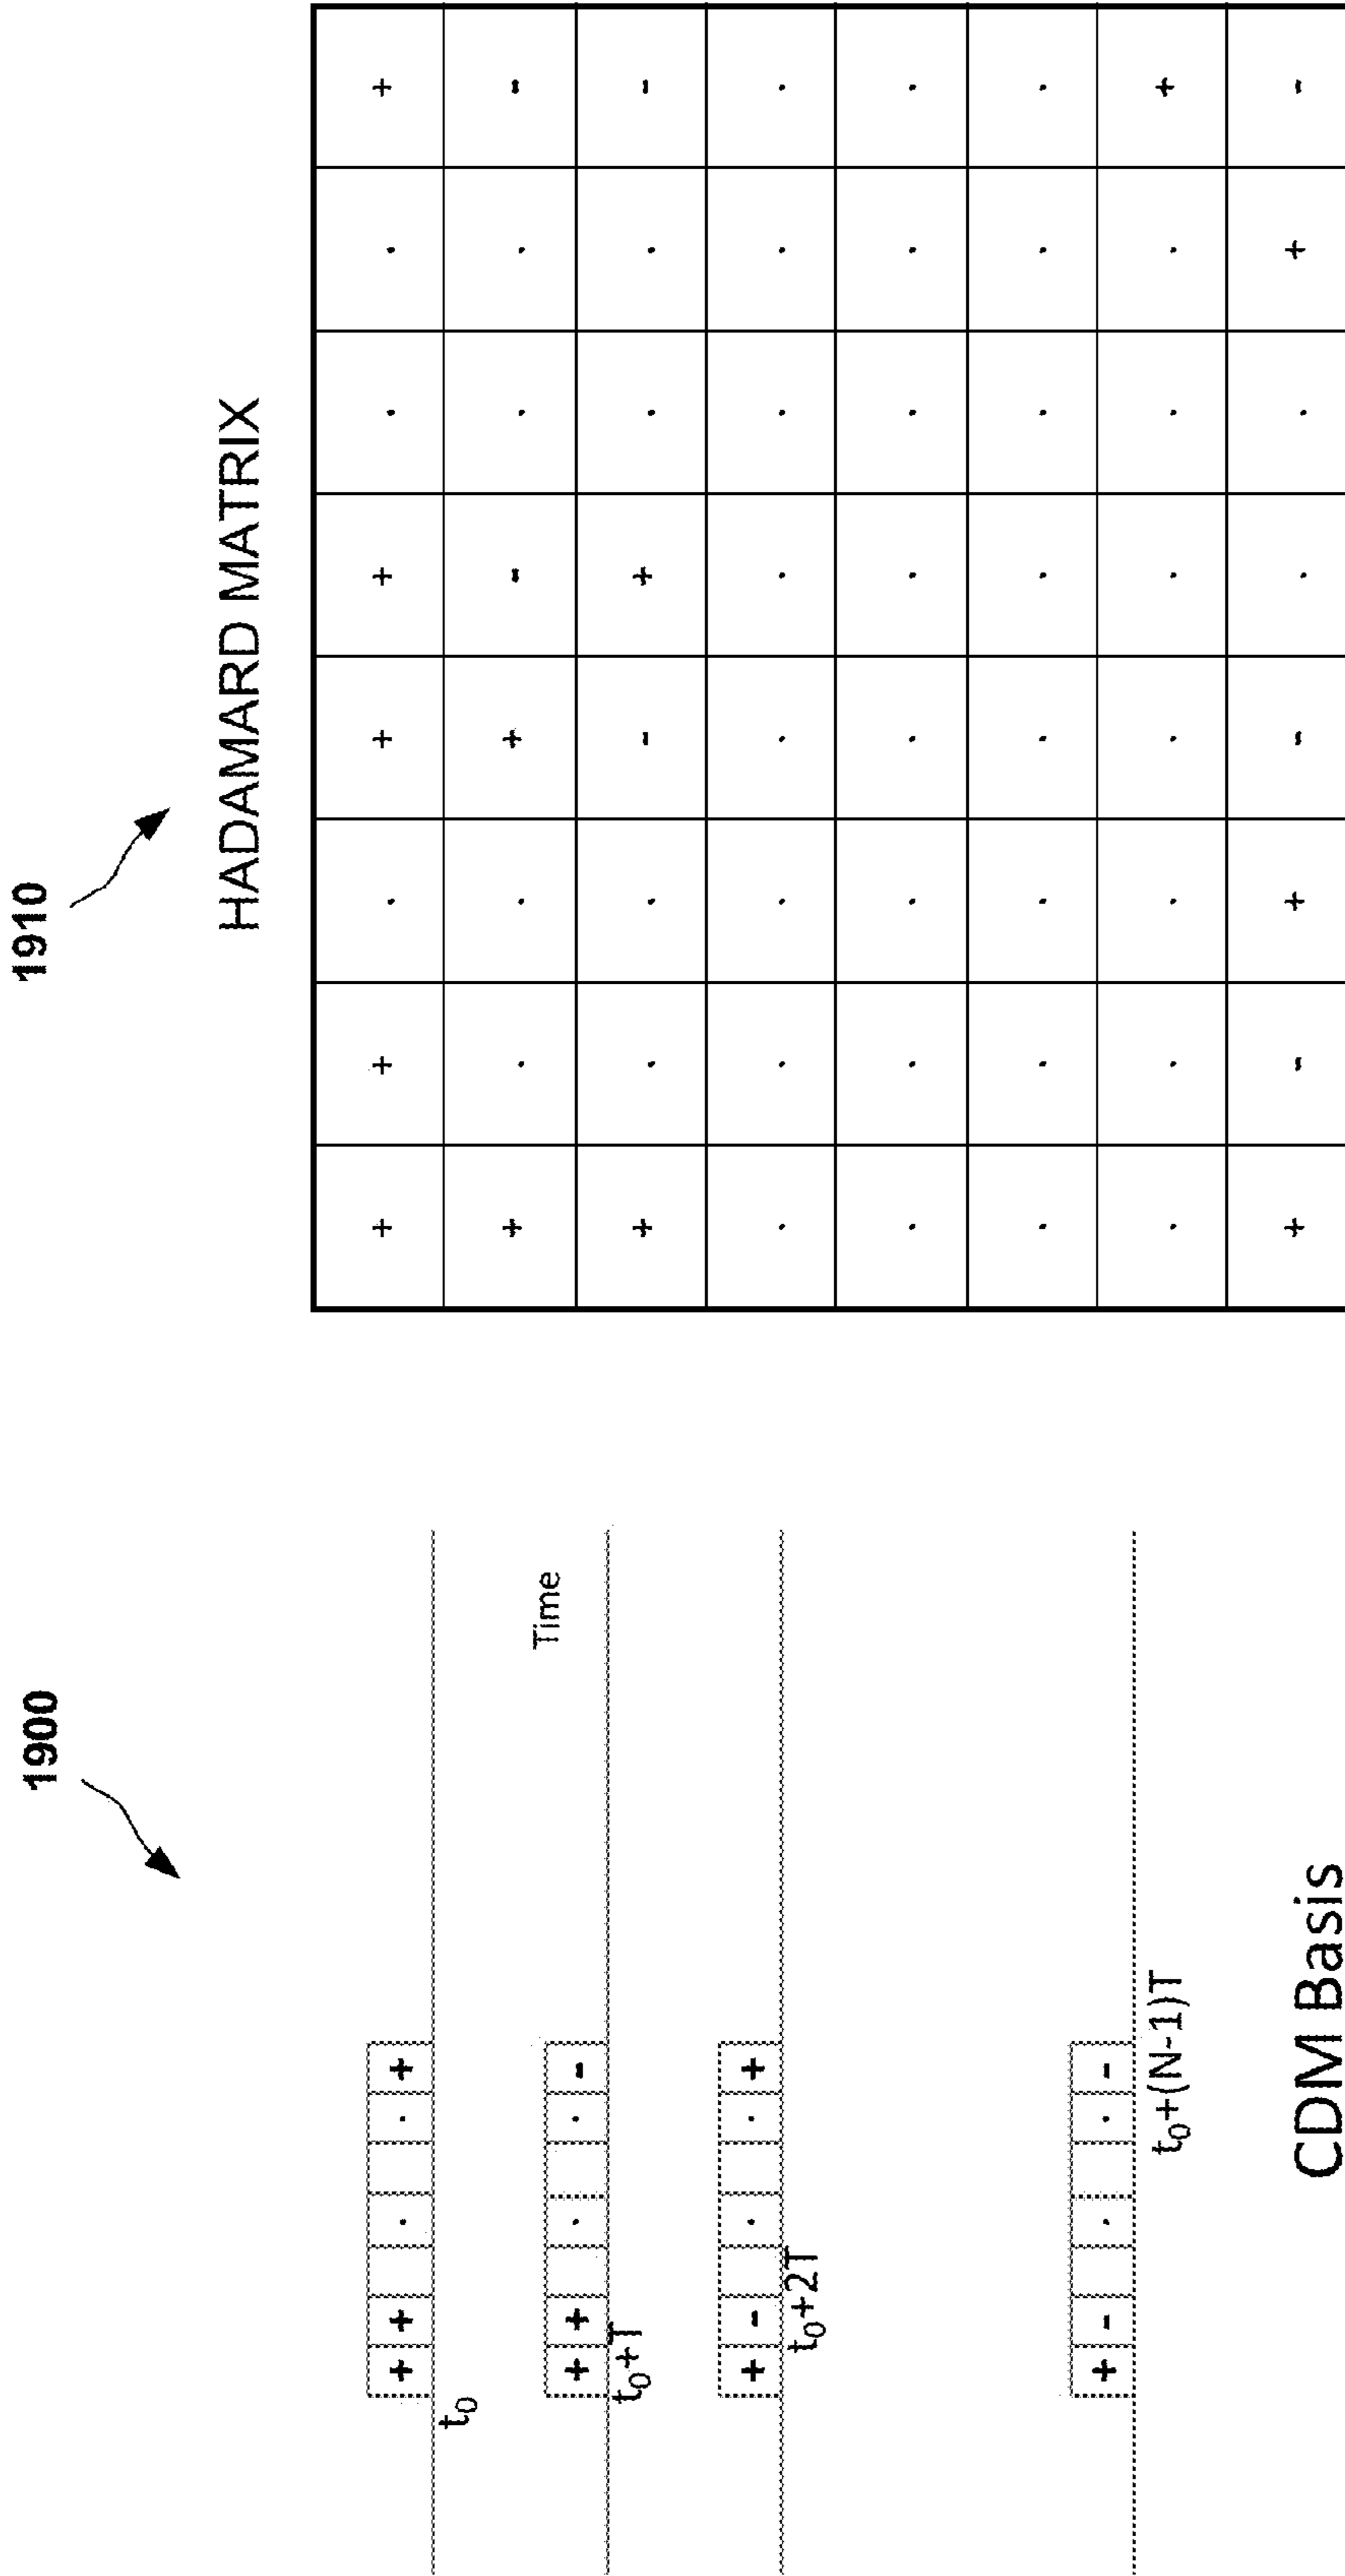 1900
+ + . . +
t₀
Time
+ + . . -
t₀+T
+ - . . +
t₀+2T
+ - . . -
t₀+(N-1)T
CDM Basis
1910
HADAMARD MATRIX
+ + . + + . . +
+ . . + - . . -
+ . . - + . . -
. . . . . . . .
. . . . . . . .
. . . . . . . .
. . . . . . . +
+ - + - . . + -